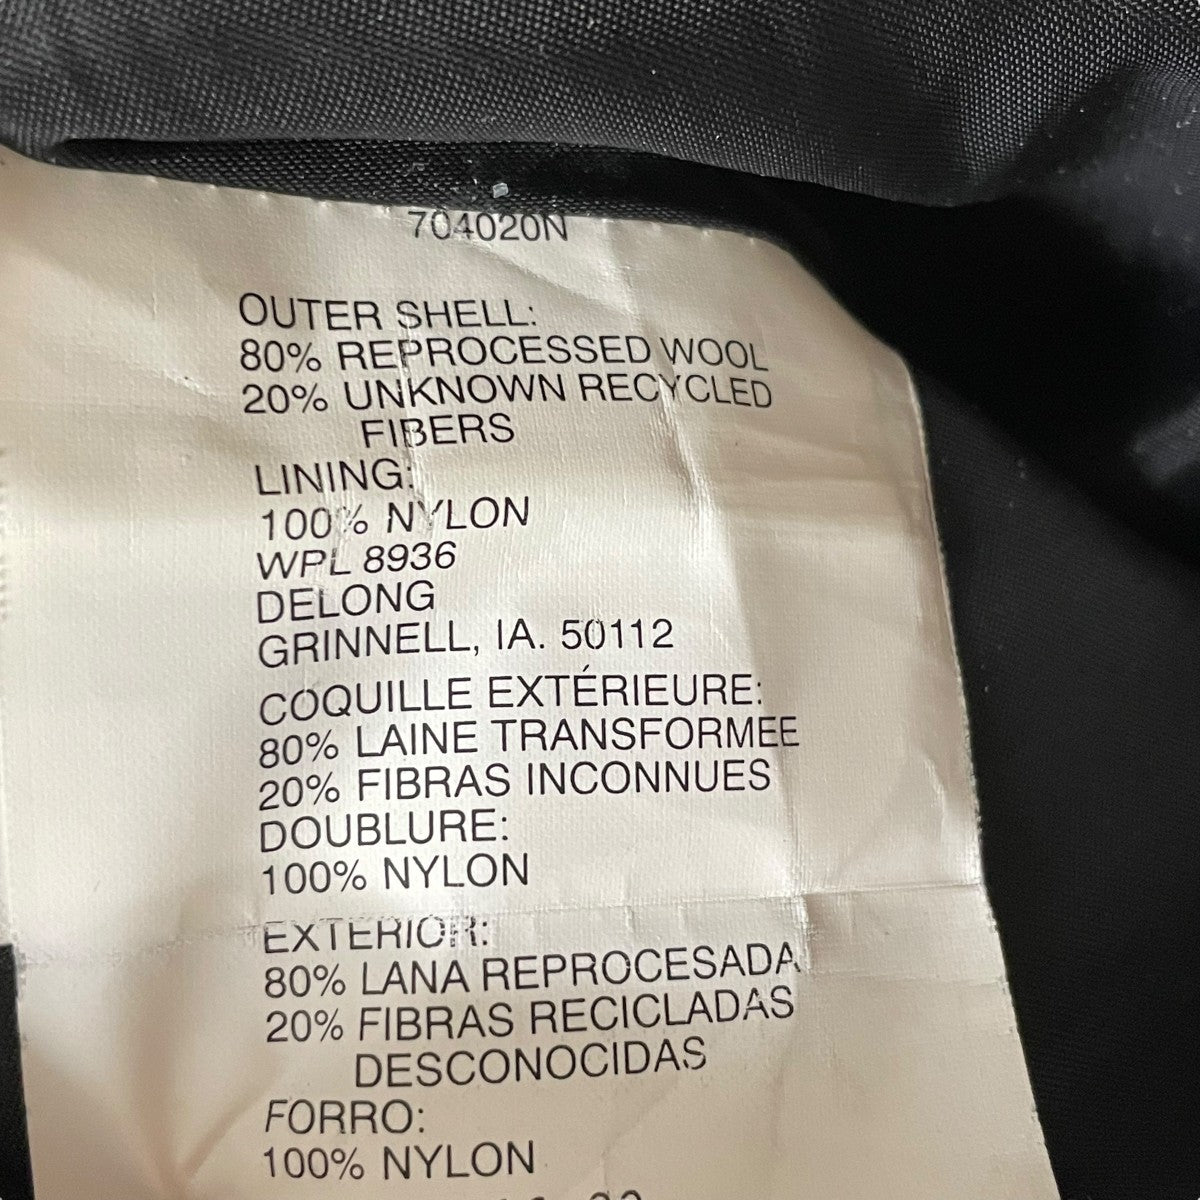 704020N
OUTER SHELL:
80% REPROCESSED WOOL
20% UNKNOWN RECYCLED
FIBERS
LINING:
100% NYLON
WPL 8936
DELONG
GRINNELL, IA. 50112
COQUILLE EXTÉRIEURE:
80% LAINE TRANSFORMEE
20% FIBRAS INCONNUES
DOUBLURE:
100% NYLON
EXTERIOR:
80% LANA REPROCESADA
20% FIBRAS RECICLADAS
DESCONOCIDAS
FORRO:
100% NYLON